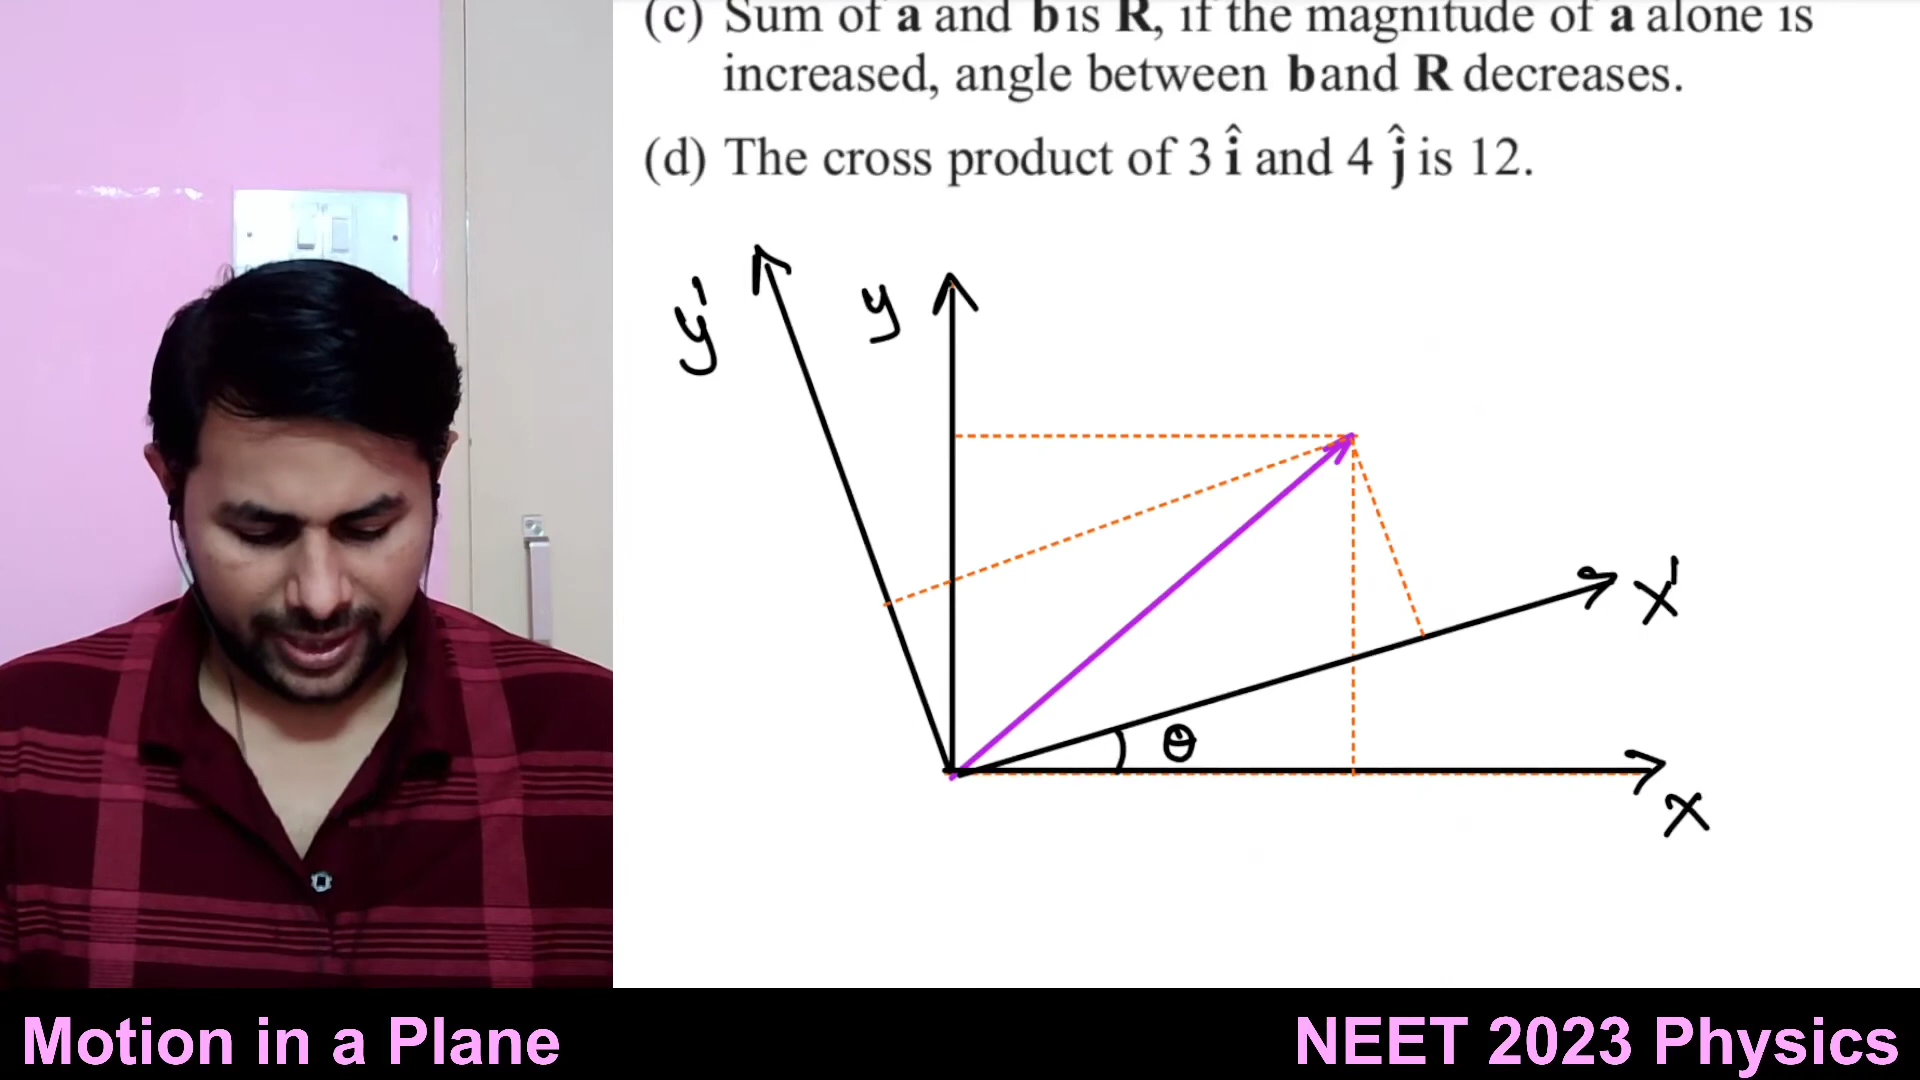 (c) Sum of a and b is R, if the magnitude of a alone is
increased, angle between b and R decreases.
(d) The cross product of 3 î and 4 ĵ is 12.
y' y
x'
θ
x
Motion in a Plane NEET 2023 Physics